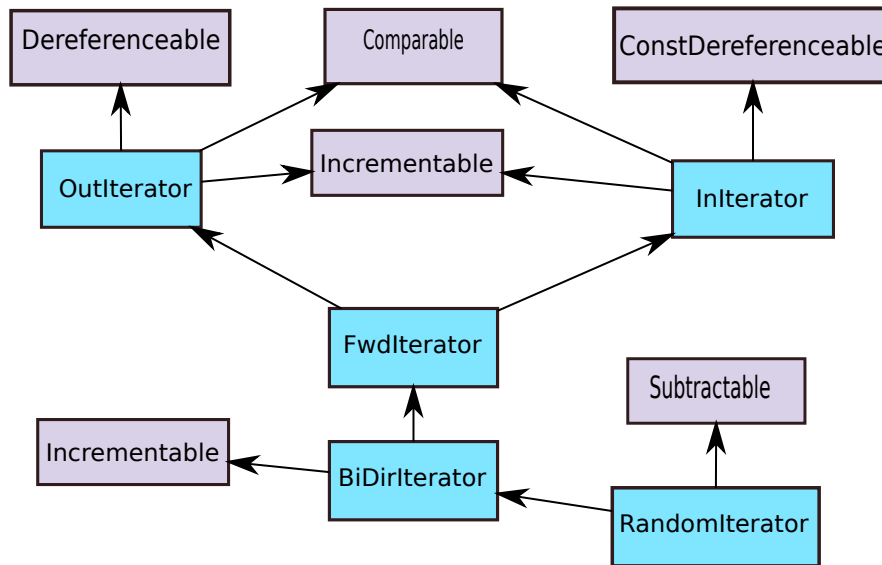 Dereferenceable
Comparable
ConstDereferenceable
Incrementable
OutIterator
InIterator
FwdIterator
Subtractable
Incrementable
BiDirIterator
RandomIterator